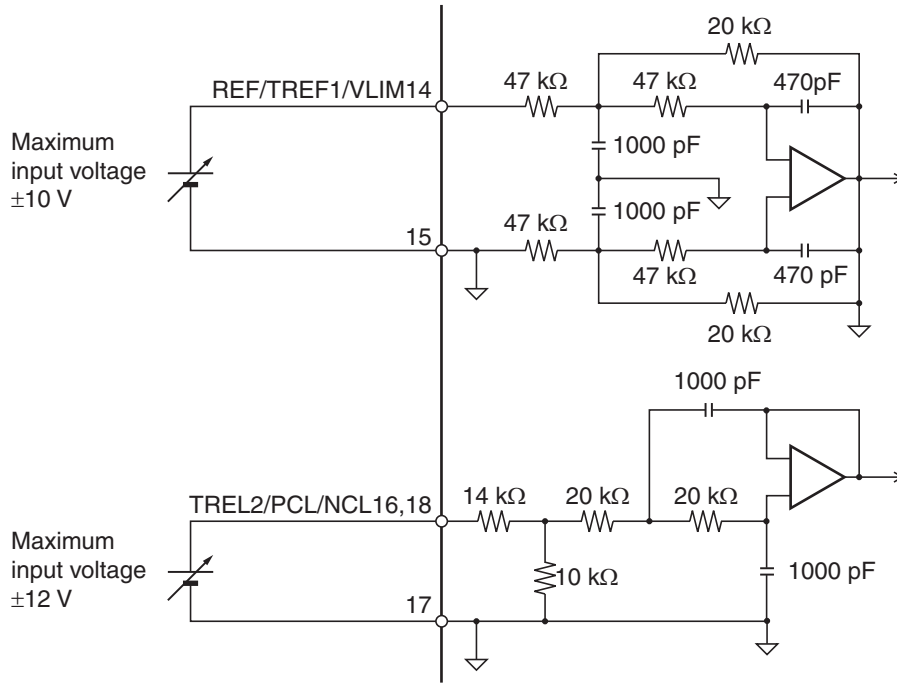 20 kΩ
REF/TREF1/VLIM14
47 kΩ
47 kΩ
470pF
Maximum
input voltage
±10 V
1000 pF
1000 pF
15
47 kΩ
47 kΩ
470 pF
20 kΩ
1000 pF
TREL2/PCL/NCL16,18
14 kΩ
20 kΩ
20 kΩ
Maximum
input voltage
±12 V
10 kΩ
1000 pF
17